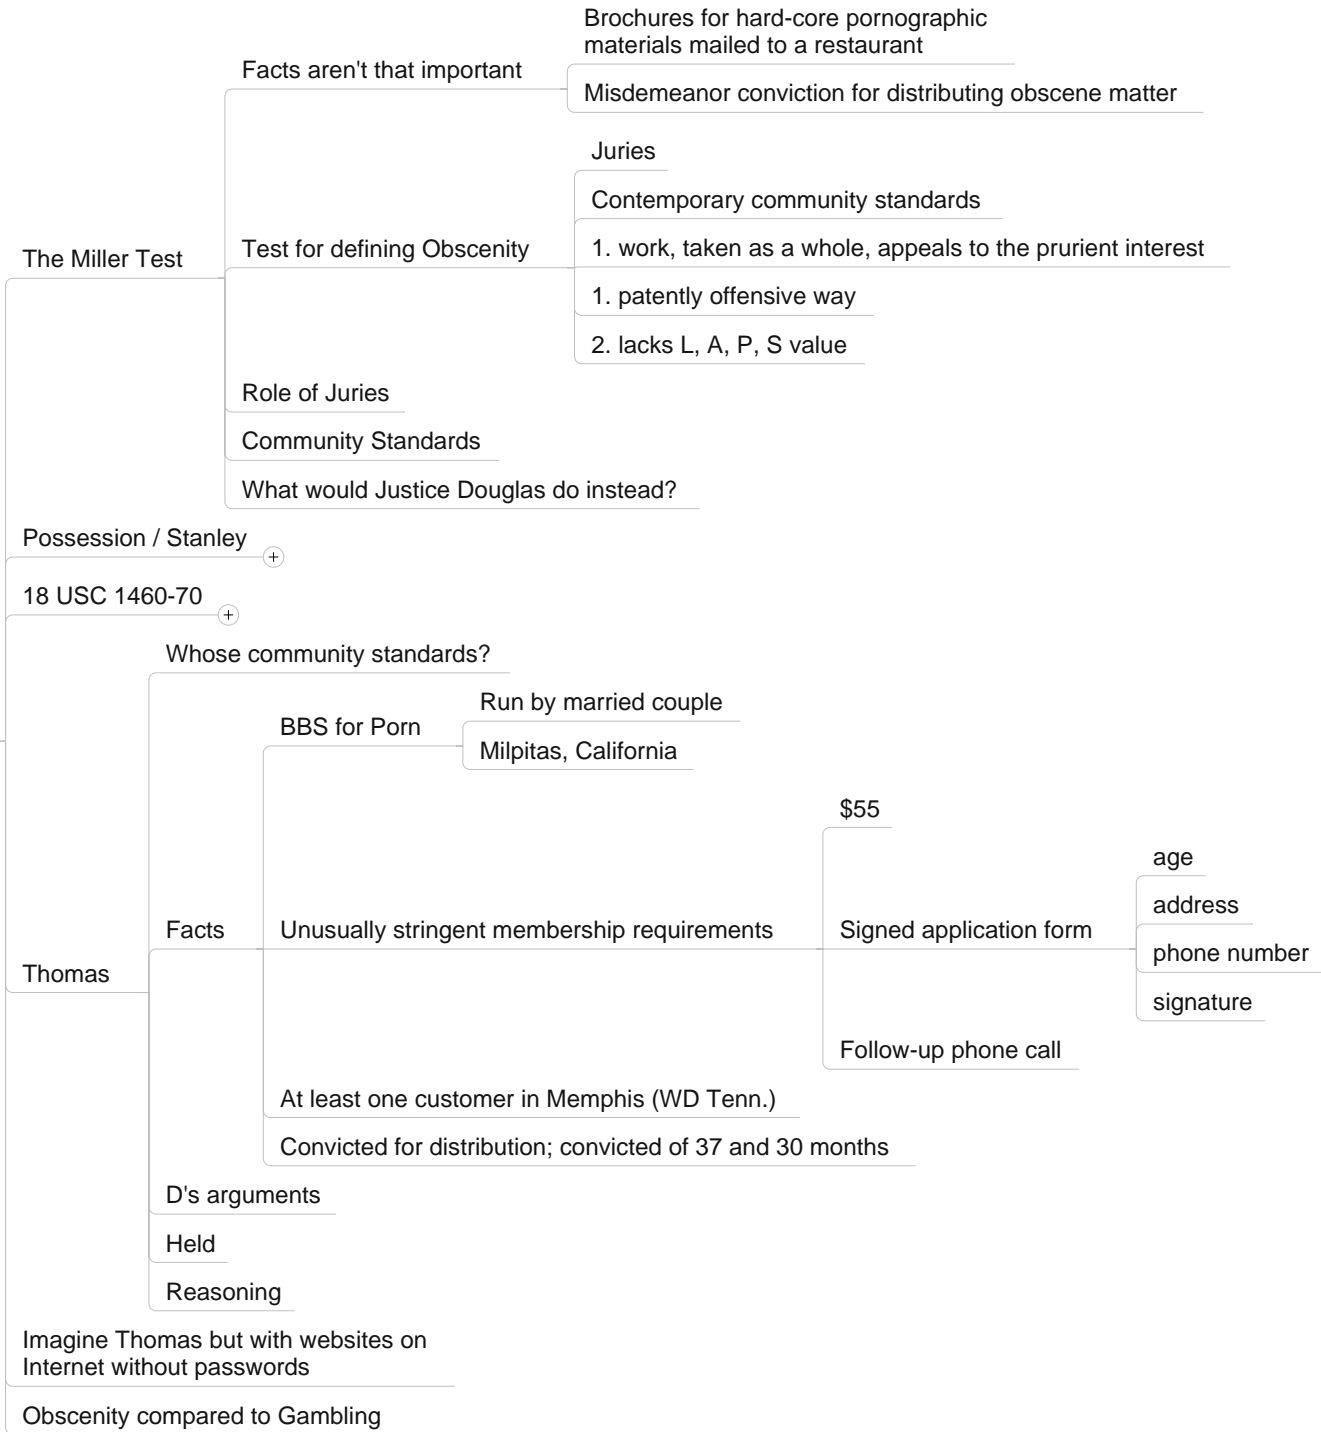 Brochures for hard-core pornographic
materials mailed to a restaurant
Facts aren't that important
Misdemeanor conviction for distributing obscene matter
Juries
Contemporary community standards
The Miller Test
Test for defining Obscenity
1. work, taken as a whole, appeals to the prurient interest
1. patently offensive way
2. lacks L, A, P, S value
Role of Juries
Community Standards
What would Justice Douglas do instead?
Possession / Stanley
18 USC 1460-70
Whose community standards?
Run by married couple
BBS for Porn
Milpitas, California
$55
age
address
Facts
Unusually stringent membership requirements
Signed application form
phone number
Thomas
signature
Follow-up phone call
At least one customer in Memphis (WD Tenn.)
Convicted for distribution; convicted of 37 and 30 months
D's arguments
Held
Reasoning
Imagine Thomas but with websites on
Internet without passwords
Obscenity compared to Gambling